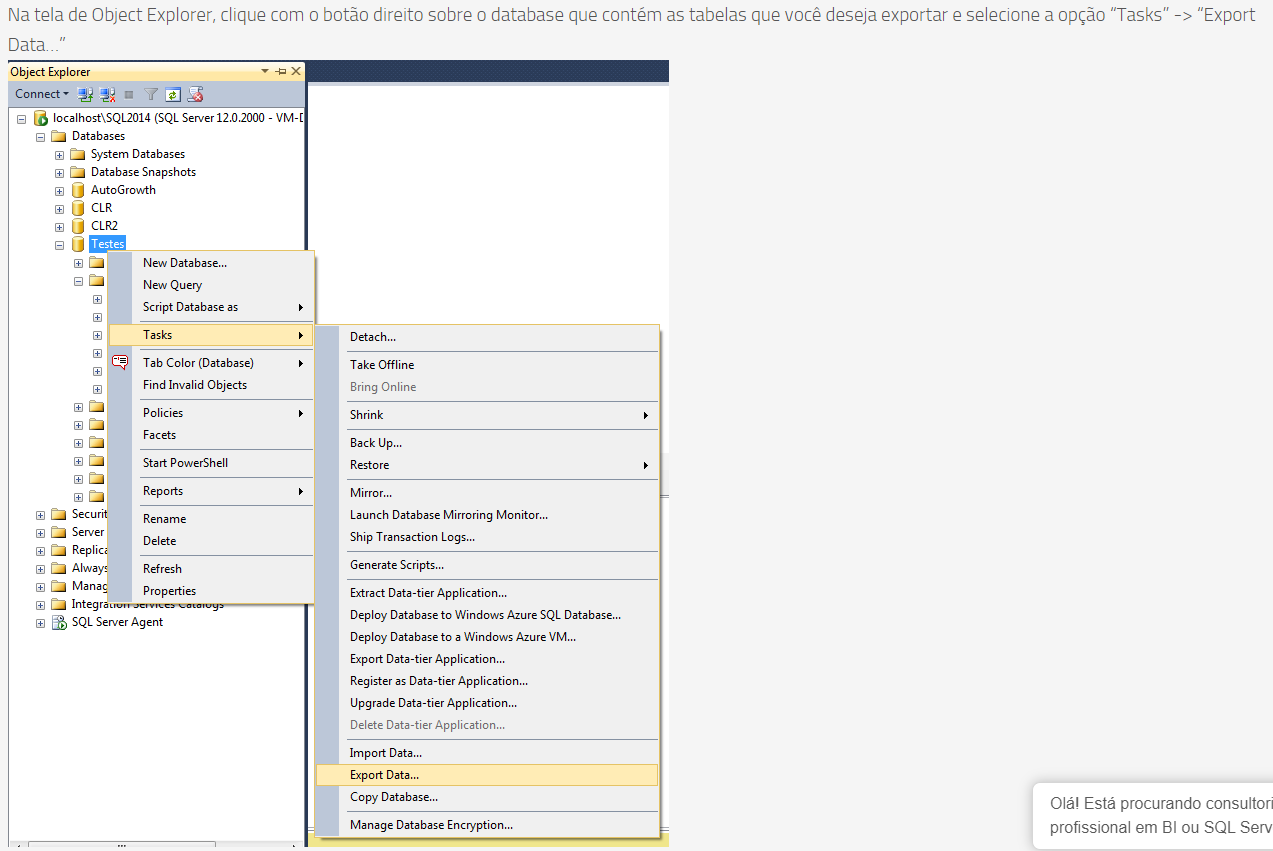 Na tela de Object Explorer, clique com o botão direito sobre o database que contém as tabelas que você deseja exportar e selecione a opção “Tasks” -> “Export
Data…”
Object Explorer
Connect
localhost\SQL2014 (SQL Server 12.0.2000 - VM-
Databases
System Databases
Database Snapshots
AutoGrowth
CLR
CLR2
Testes
New Database...
New Query
Script Database as
Tasks
Tab Color (Database)
Find Invalid Objects
Policies
Facets
Start PowerShell
Reports
Rename
Delete
Refresh
Properties
Detach...
Take Offline
Bring Online
Shrink
Back Up...
Restore
Mirror...
Launch Database Mirroring Monitor...
Ship Transaction Logs...
Generate Scripts...
Extract Data-tier Application...
Deploy Database to Windows Azure SQL Database...
Deploy Database to a Windows Azure VM...
Export Data-tier Application...
Register as Data-tier Application...
Upgrade Data-tier Application...
Delete Data-tier Application...
Import Data...
Export Data...
Copy Database...
Manage Database Encryption...
Securit
Server
Replica
Always
Manag
Integration Services Catalogs
SQL Server Agent
Olá! Está procurando consultori
profissional em BI ou SQL Serv